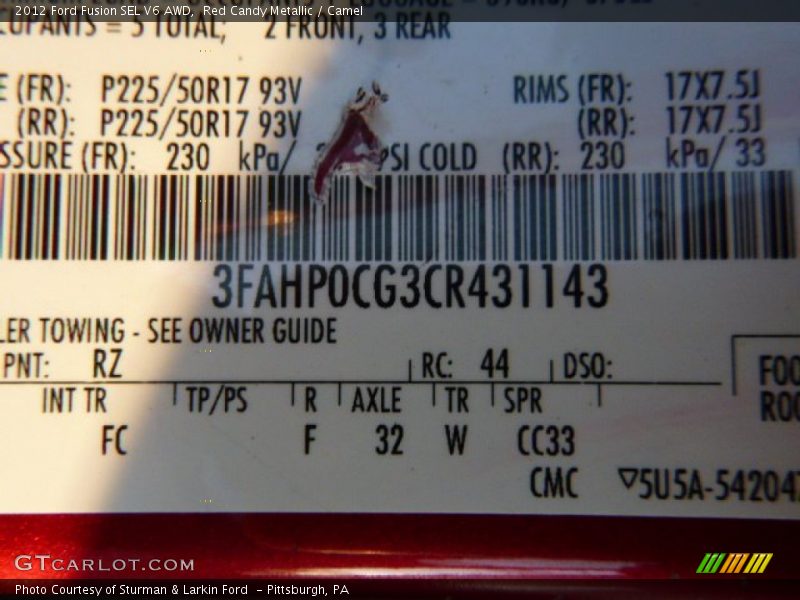 2012 Ford Fusion SEL V6 AWD, Red Candy Metallic / Camel
= 5 TOTAL; 2 FRONT, 3 REAR
(FR): P225/50R17 93V RIMS (FR): 17X7.5J
(RR): P225/50R17 93V (RR): 17X7.5J
(FR): 230 kPa/ PSI COLD (RR): 230 kPa/ 33
3FAHP0CG3CR431143
TOWING - SEE OWNER GUIDE
PNT: RZ RC: 44 DSO:
INT TR TP/PS R AXLE TR SPR
FC F 32 W CC33
CMC ▽5U5A-54204
GTCARLOT.COM
Photo Courtesy of Sturman & Larkin Ford - Pittsburgh, PA